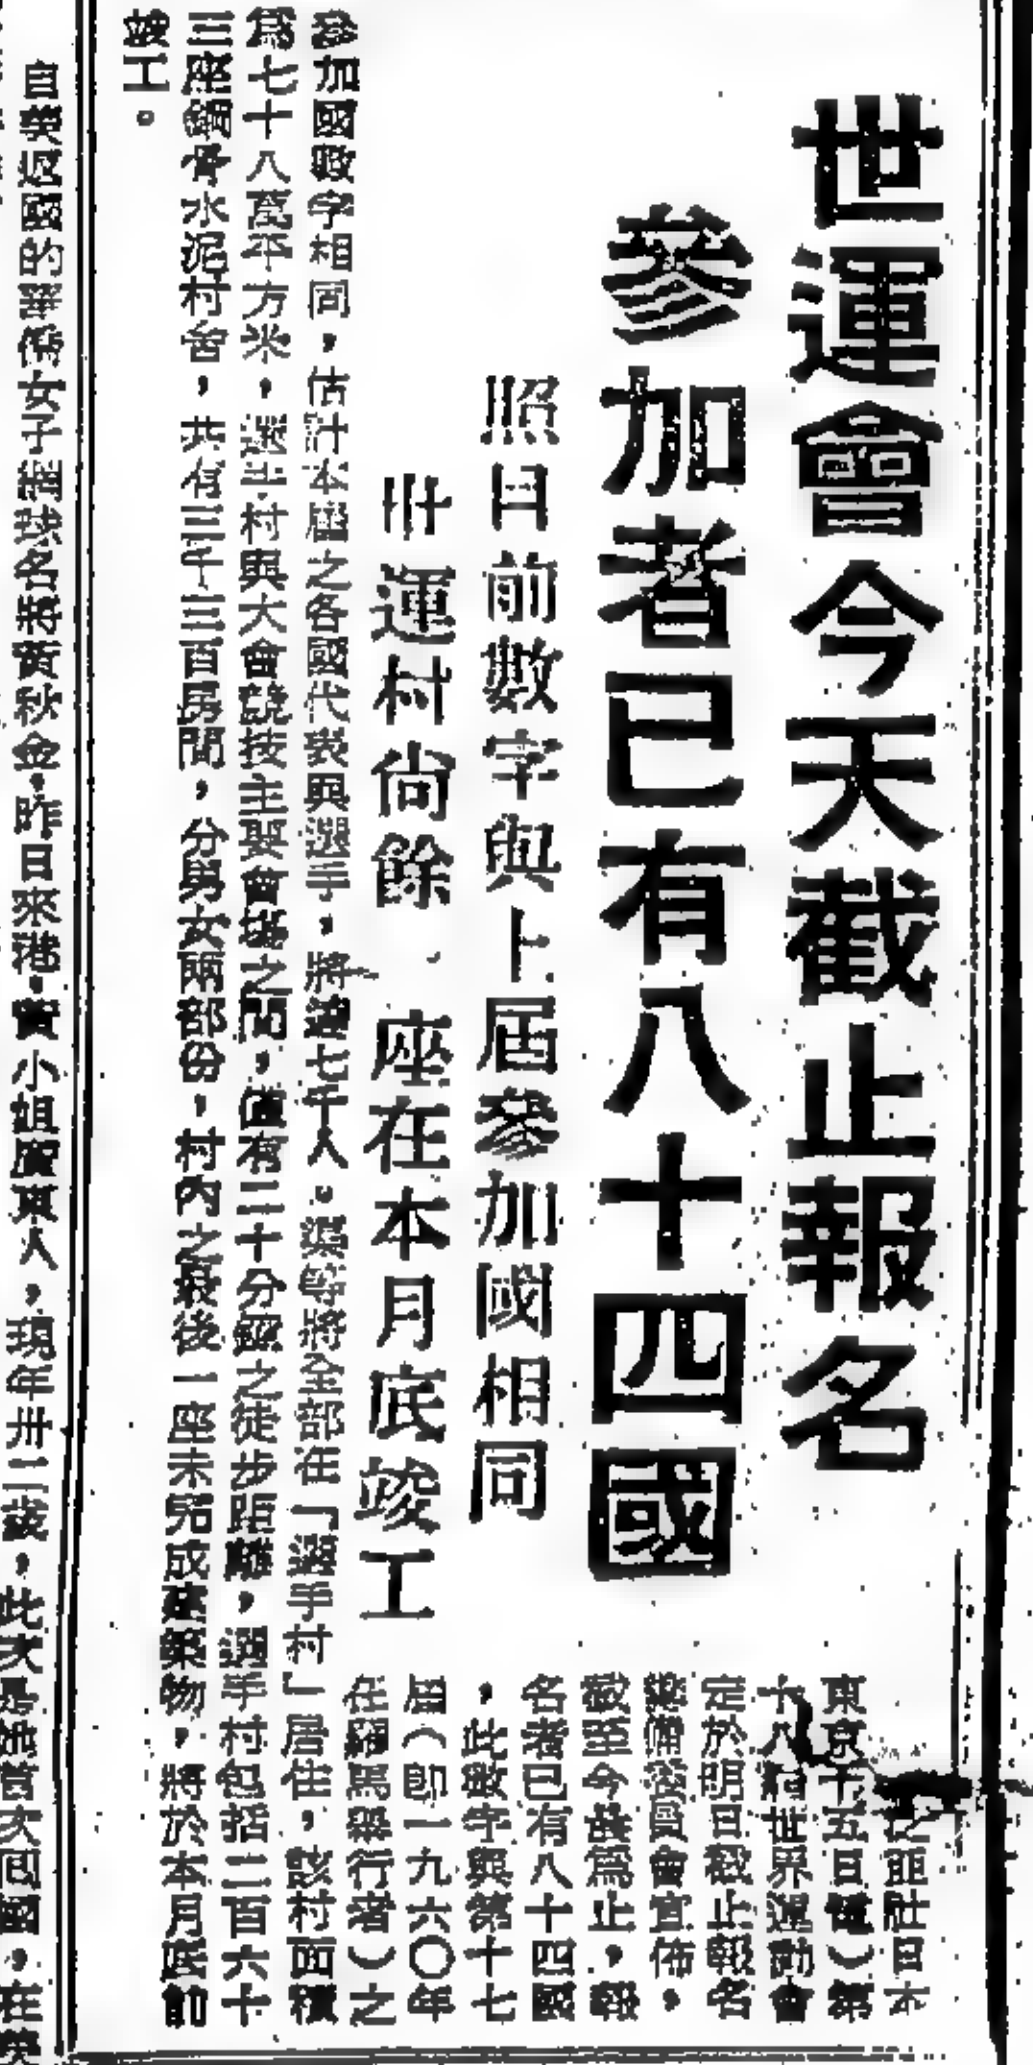 世運會今天截止報名
參加者已有八十四國
照日前數字與上屆參加國相同
世運村尚餘 座在本月底竣工
亞社日本
東京十五日電）第
十八屆世界運動會
定於明日截止報名
籌備委員會宣佈，
截至今為止，報
名者已有八十四國
，此數字與第十七
屆（即一九六〇年
在羅馬舉行者）之
參加國數字相同，估計本屆之各國代表與選手，將達七千人。渠等將全部在「選手村」居住，該村面積
為七十八萬平方米，選手村與大會競技主要會塲之間，僅有二十分鐘之徒步距離，選手村包括二百六十
三座鋼骨水泥村舍，共有三千三百房間，分男女兩部份，村內之最後一座未完成建築物，將於本月底前
竣工。
自英返國的華僑女子網球名將黃秋金，昨日來港，黃小姐廣東人，現年卅二歲，此次是她首次回國，在英